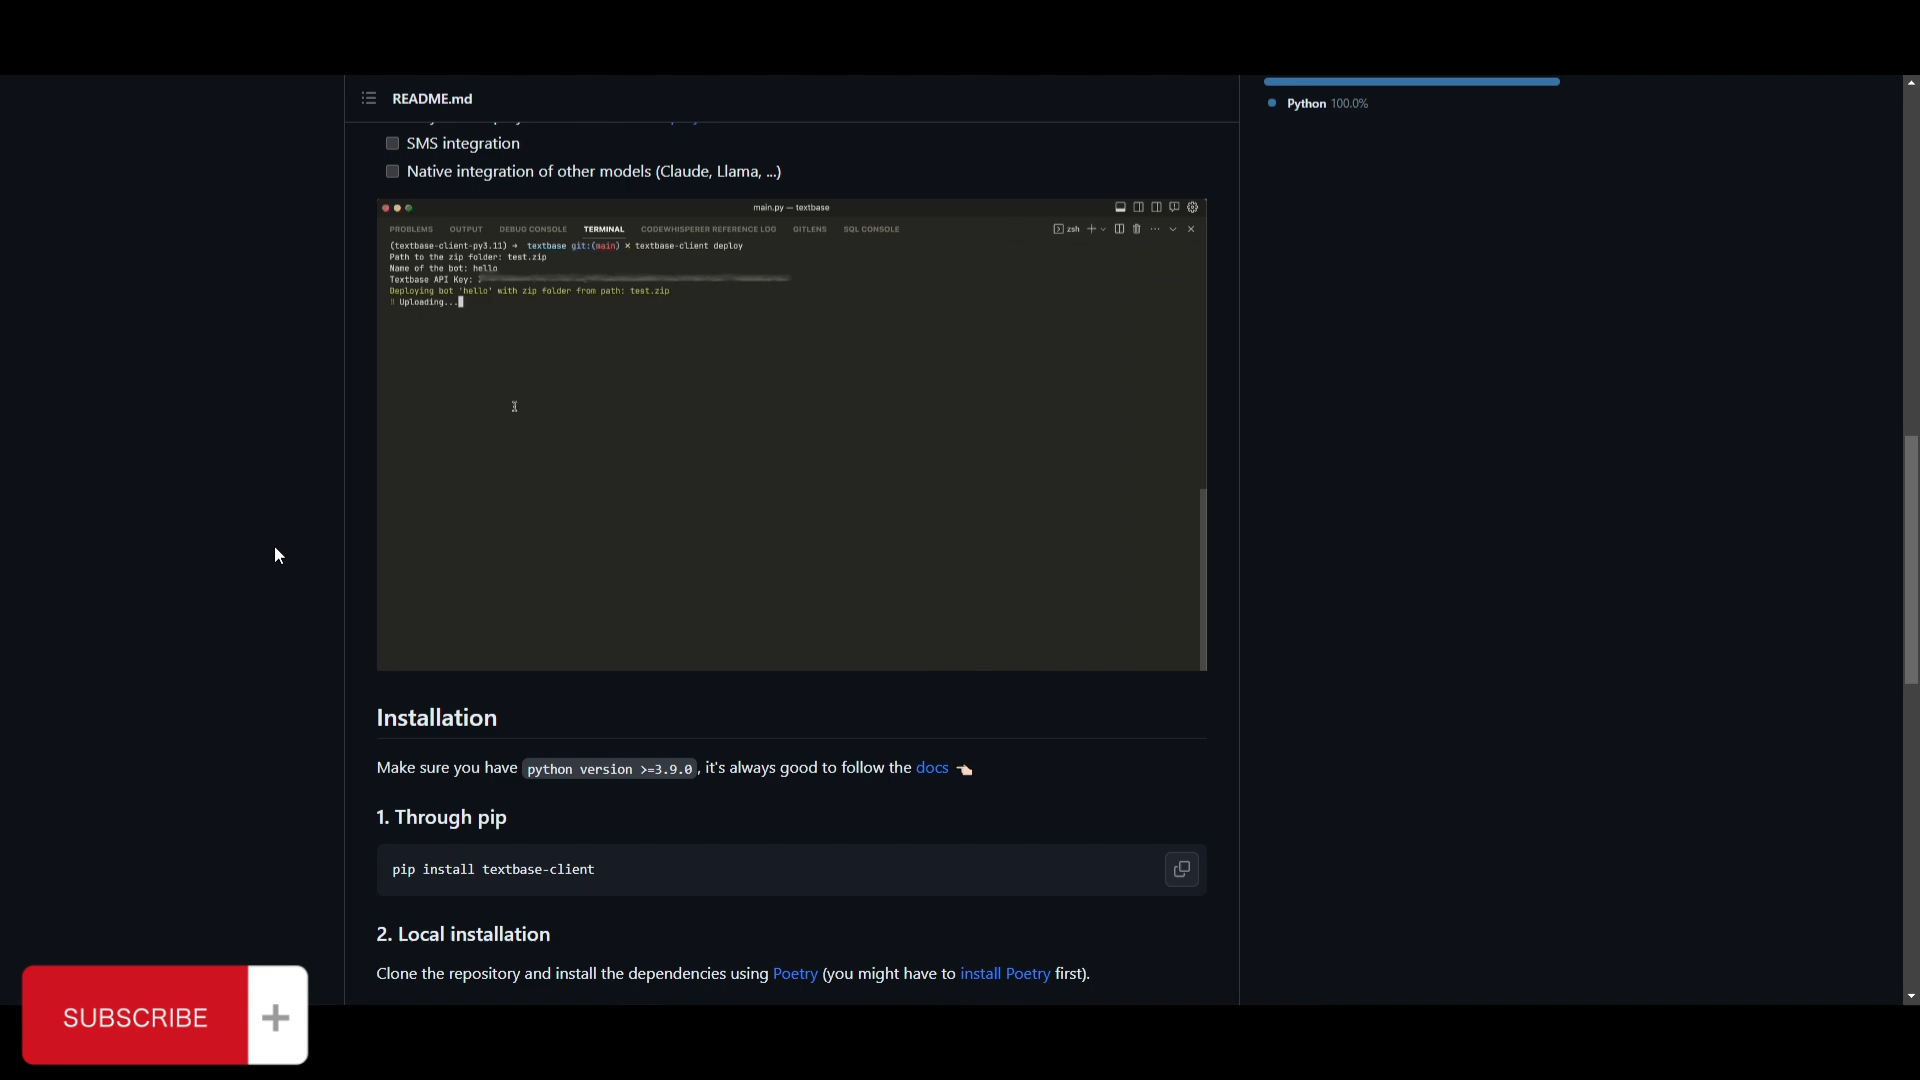 README.md
Python 100.0%
SMS integration
Native integration of other models (Claude, Llama, ...)
main.py — textbase
PROBLEMS OUTPUT DEBUG CONSOLE TERMINAL CODEWHISPERER REFERENCE LOG GITLENS SQL CONSOLE
zsh
(textbase-client-py3.11) → textbase git:(main) × textbase-client deploy
Path to the zip folder: test.zip
Name of the bot: hello
Textbase API Key:
Deploying bot 'hello' with zip folder from path: test.zip
Uploading...
Installation
Make sure you have python version >=3.9.0, it's always good to follow the docs 👈🏻
1. Through pip
pip install textbase-client
2. Local installation
Clone the repository and install the dependencies using Poetry (you might have to install Poetry first).
SUBSCRIBE +